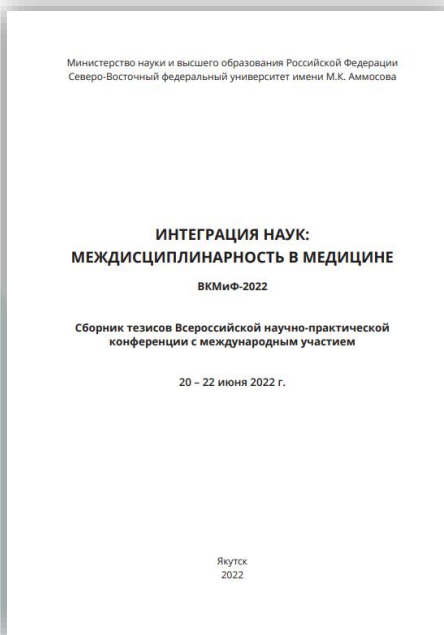 Министерство науки и высшего образования Российской Федерации
Северо-Восточный федеральный университет имени М.К. Аммосова
ИНТЕГРАЦИЯ НАУК:
МЕЖДИСЦИПЛИНАРНОСТЬ В МЕДИЦИНЕ
ВКМиФ-2022
Сборник тезисов Всероссийской научно-практической
конференции с международным участием
20 – 22 июня 2022 г.
Якутск
2022